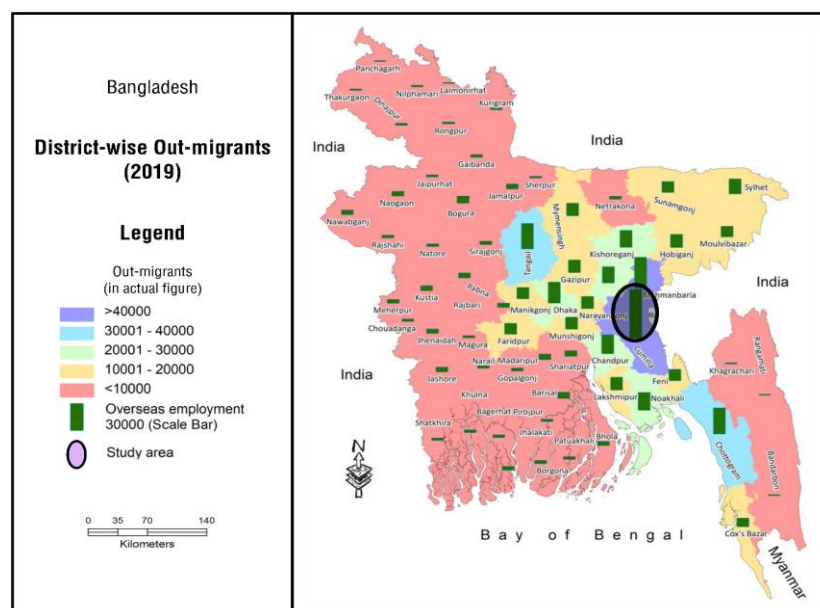 Bangladesh
District-wise Out-migrants
(2019)
Legend
Out-migrants
(in actual figure)
>40000
30001 - 40000
20001 - 30000
10001 - 20000
<10000
Overseas employment
30000 (Scale Bar)
Study area
0 35 70 140
Kilometers
Panchagarh
Thakurgaon
Dinajpur
Nilphamari
Lalmonirhat
Kurigram
Rongpur
India
India
Gaibanda
Jaipurhat
Sherpur
Jamalpur
Naogaon
Bogura
Nawabganj
Netrakona
Sunamgonj
Sylhet
Mymensingh
Rajshahi
Natore
Sirajgonj
Tangail
Kishoreganj
Hobiganj
Moulvibazar
Gazipur
India
Pabna
Kustia
Rajbari
Meherpur
Manikgonj
Dhaka
Narayangonj
Brahmanbaria
Chouadanga
Jhenaidah
Magura
Faridpur
Munshigonj
Cumala
India
Narail
Madaripur
Shariatpur
Chandpur
Jashore
Gopalgonj
Khulna
Barisal
Lakshmipur
Noakhali
Feni
Khagrachari
Rangamati
Shatkhira
Bagerhat
Pirojpur
Jhalakati
Patuakhali
Bhola
Borgona
Chottogram
Bandarbon
N
Bay of Bengal
Cox's Bazar
Myanmar